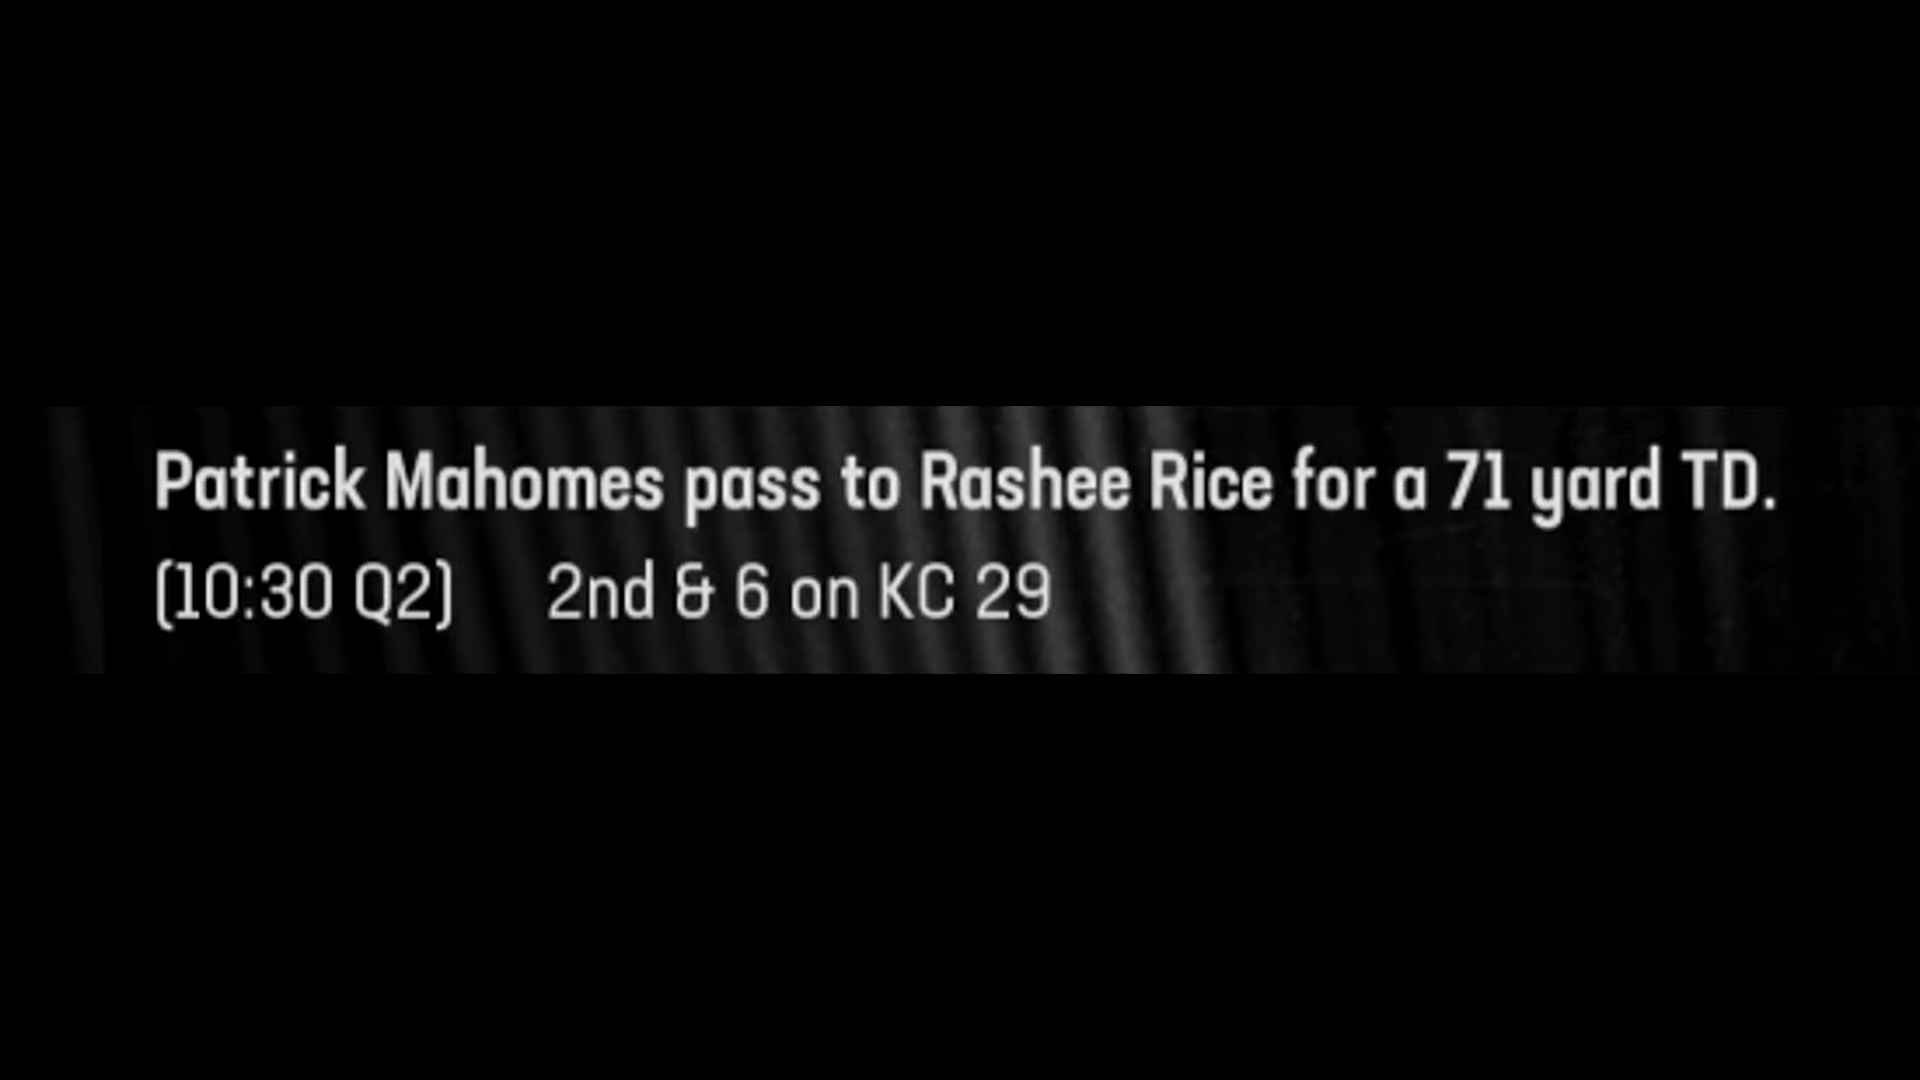 Patrick Mahomes pass to Rashee Rice for a 71 yard TD.
(10:30 Q2) 2nd & 6 on KC 29